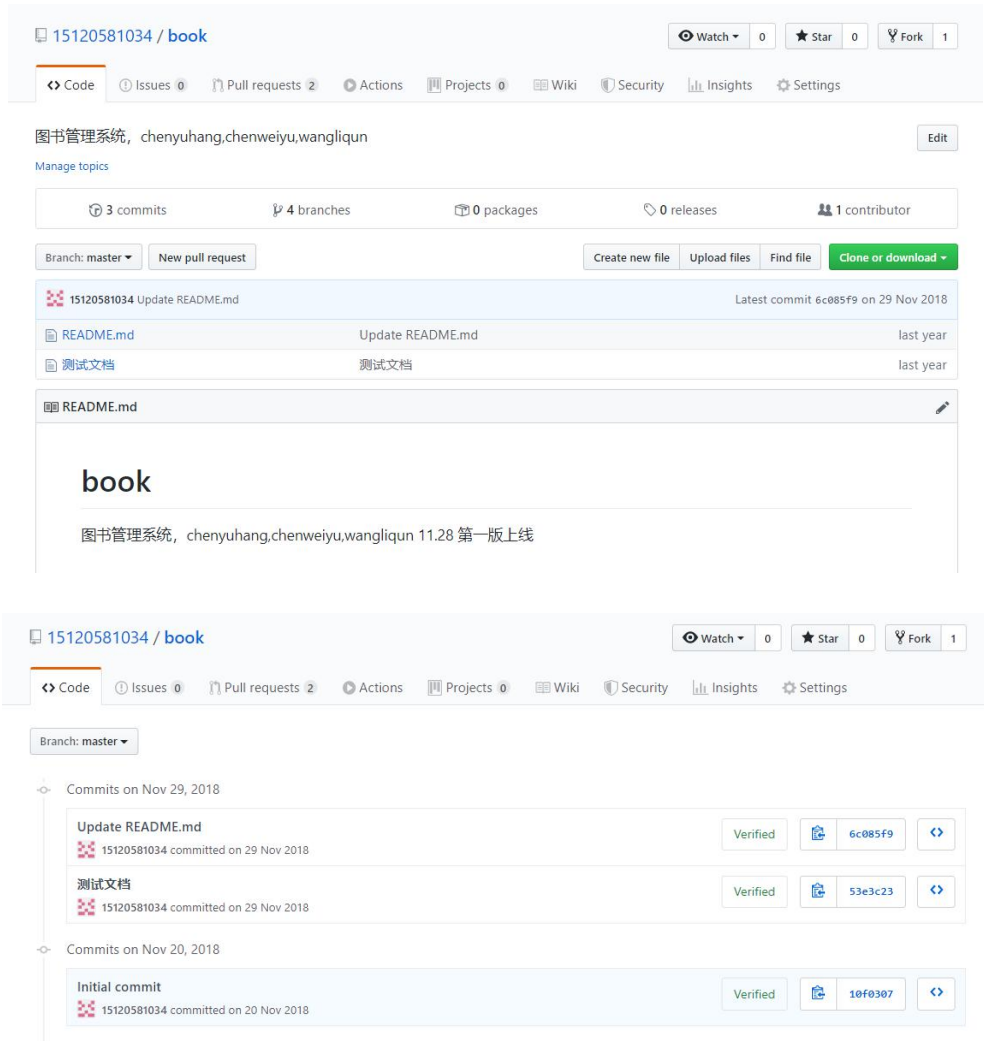 15120581034 / book Watch 0 Star 0 Fork 1
Code Issues 0 Pull requests 2 Actions Projects 0 Wiki Security Insights Settings
图书管理系统，chenyuhang,chenweiyu,wangliqun Edit
Manage topics
3 commits 4 branches 0 packages 0 releases 1 contributor
Branch: master New pull request Create new file Upload files Find file Clone or download
15120581034 Update README.md Latest commit 6c085f9 on 29 Nov 2018
README.md Update README.md last year
测试文档 测试文档 last year
README.md
book
图书管理系统，chenyuhang,chenweiyu,wangliqun 11.28 第一版上线
15120581034 / book Watch 0 Star 0 Fork 1
Code Issues 0 Pull requests 2 Actions Projects 0 Wiki Security Insights Settings
Branch: master
Commits on Nov 29, 2018
Update README.md
15120581034 committed on 29 Nov 2018 Verified 6c085f9
测试文档
15120581034 committed on 29 Nov 2018 Verified 53e3c23
Commits on Nov 20, 2018
Initial commit
15120581034 committed on 20 Nov 2018 Verified 10f0307